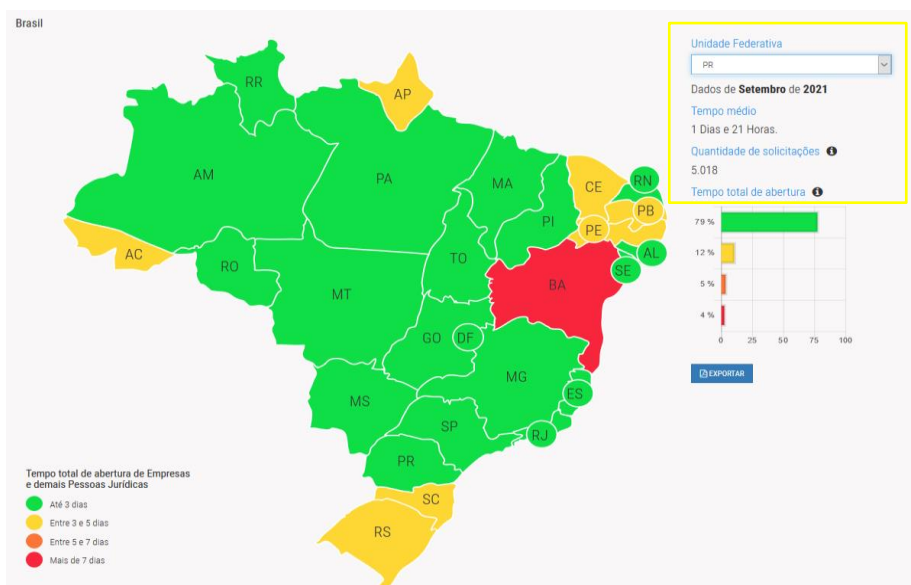 Brasil
Unidade Federativa
PR
Dados de Setembro de 2021
Tempo médio
1 Dias e 21 Horas.
Quantidade de solicitações
5.018
Tempo total de abertura
79 %
12 %
5 %
4 %
0 25 50 75 100
EXPORTAR
RR
AP
AM
PA
MA
CE
RN
PB
PI
PE
AC
RO
TO
AL
SE
BA
MT
GO
DF
MG
MS
ES
SP
RJ
PR
SC
RS
Tempo total de abertura de Empresas
e demais Pessoas Jurídicas
Até 3 dias
Entre 3 e 5 dias
Entre 5 e 7 dias
Mais de 7 dias